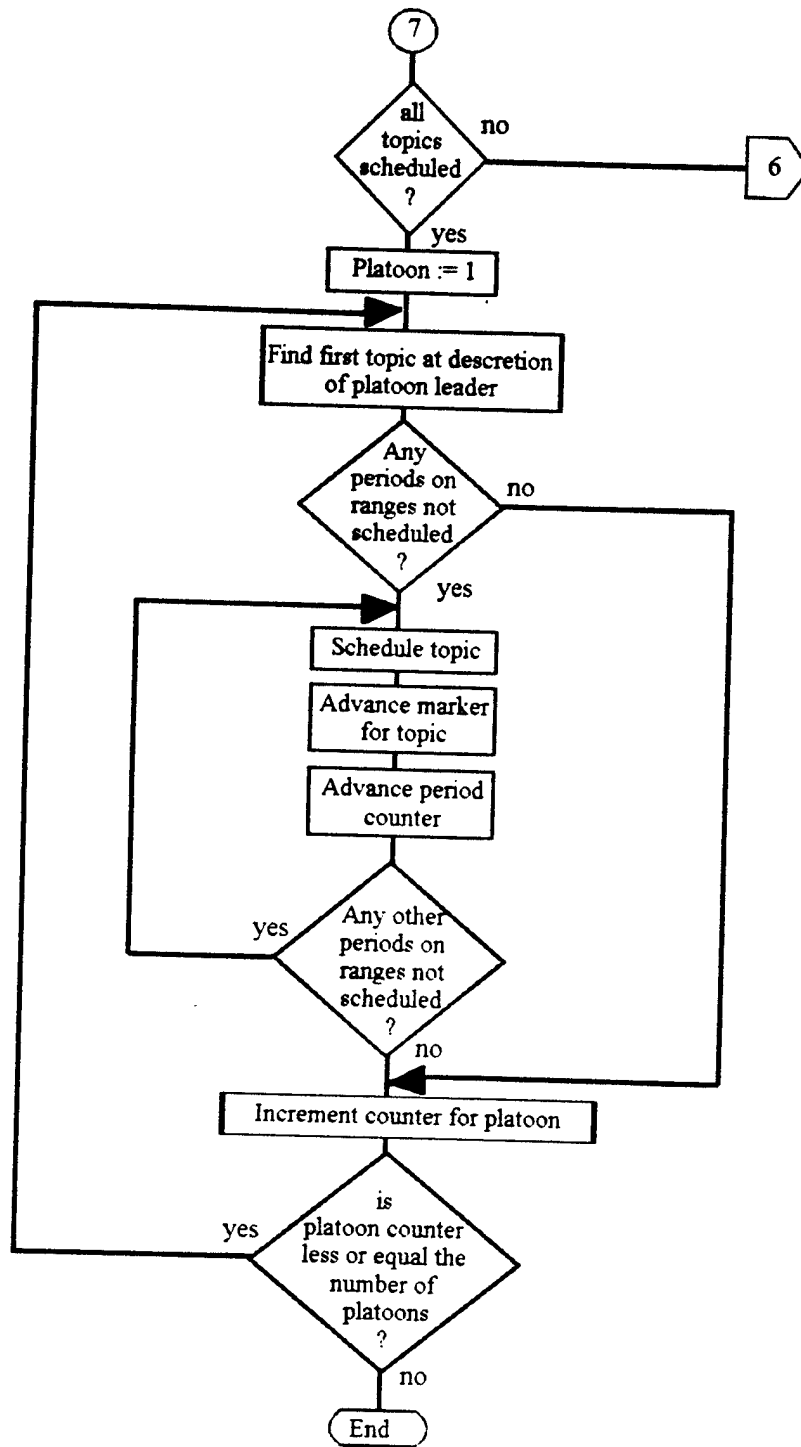 7
all
topics
scheduled
?
no
6
yes
Platoon := 1
Find first topic at descretion
of platoon leader
Any
periods on
ranges not
scheduled
?
no
yes
Schedule topic
Advance marker
for topic
Advance period
counter
Any other
periods on
ranges not
scheduled
?
yes
no
Increment counter for platoon
is
platoon counter
less or equal the
number of
platoons
?
yes
no
End